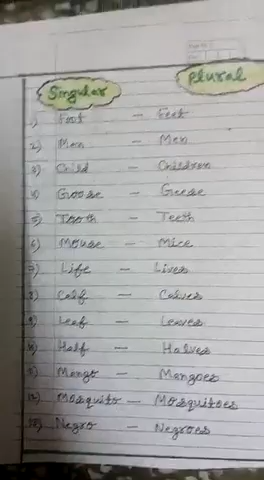 Singular Plural
1) Foot — Feet
2) Man — Men
3) Child — Children
4) Goose — Geese
5) Tooth — Teeth
6) Mouse — Mice
7) Life — Lives
8) Calf — Calves
9) Leaf — Leaves
10) Half — Halves
11) Mango — Mangoes
12) Mosquito — Mosquitoes
13) Negro — Negroes